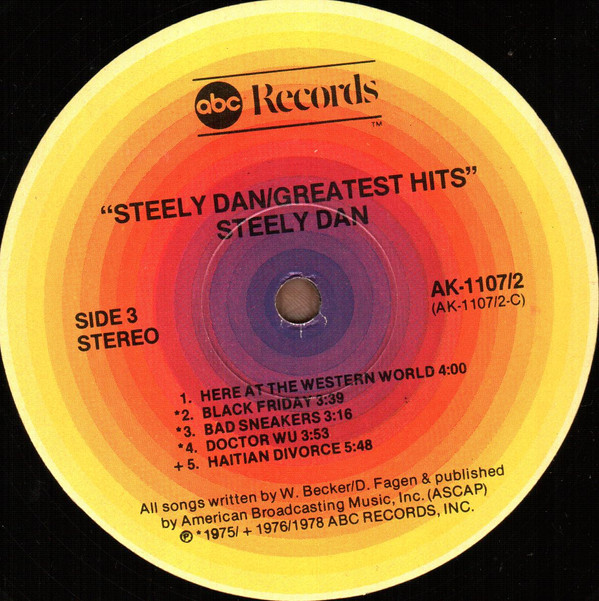 abc Records
™
“STEELY DAN/GREATEST HITS”
STEELY DAN
SIDE 3
STEREO
AK-1107/2
(AK-1107/2-C)
1. HERE AT THE WESTERN WORLD 4:00
*2. BLACK FRIDAY 3:39
*3. BAD SNEAKERS 3:16
*4. DOCTOR WU 3:53
+5. HAITIAN DIVORCE 5:48
All songs written by W. Becker/D. Fagen & published
by American Broadcasting Music, Inc. (ASCAP)
℗ *1975/ + 1976/1978 ABC RECORDS, INC.